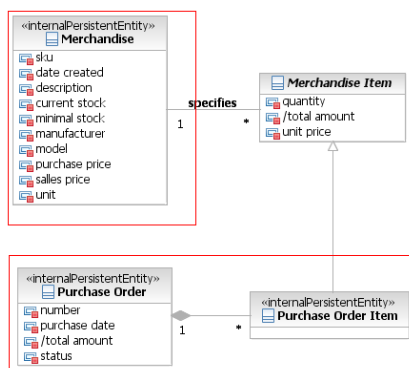 «internalPersistentEntity»
Merchandise
sku
date created
description
current stock
minimal stock
manufacturer
model
purchase price
salles price
unit
specifies
1
*
Merchandise Item
quantity
/total amount
unit price
«internalPersistentEntity»
Purchase Order
number
purchase date
/total amount
status
1
*
«internalPersistentEntity»
Purchase Order Item